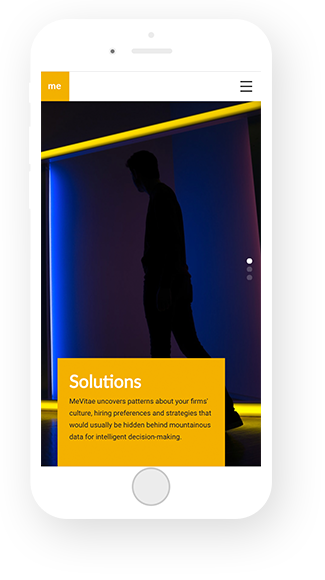 me
Solutions
MeVitae uncovers patterns about your firms'
culture, hiring preferences and strategies that
would usually be hidden behind mountainous
data for intelligent decision-making.